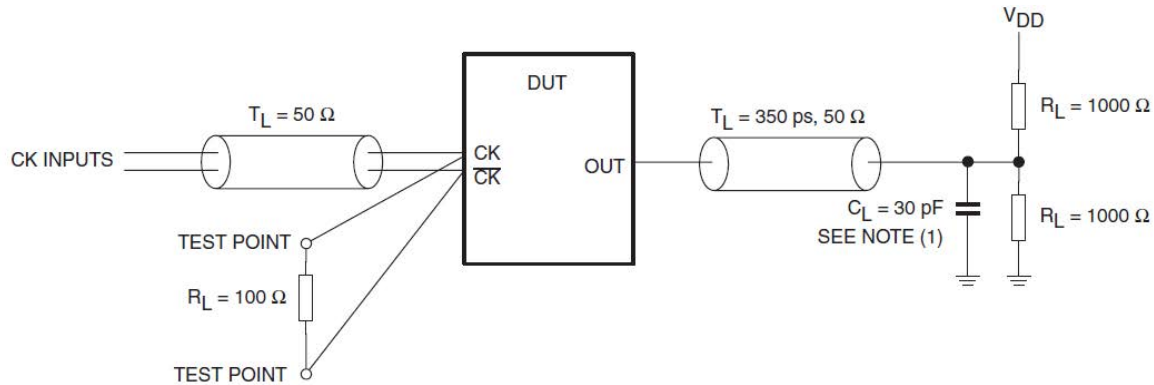 V_DD
DUT
T_L = 50 Ω
T_L = 350 ps, 50 Ω
R_L = 1000 Ω
CK INPUTS
CK
C̅K̅
OUT
C_L = 30 pF
SEE NOTE (1)
R_L = 1000 Ω
TEST POINT
R_L = 100 Ω
TEST POINT